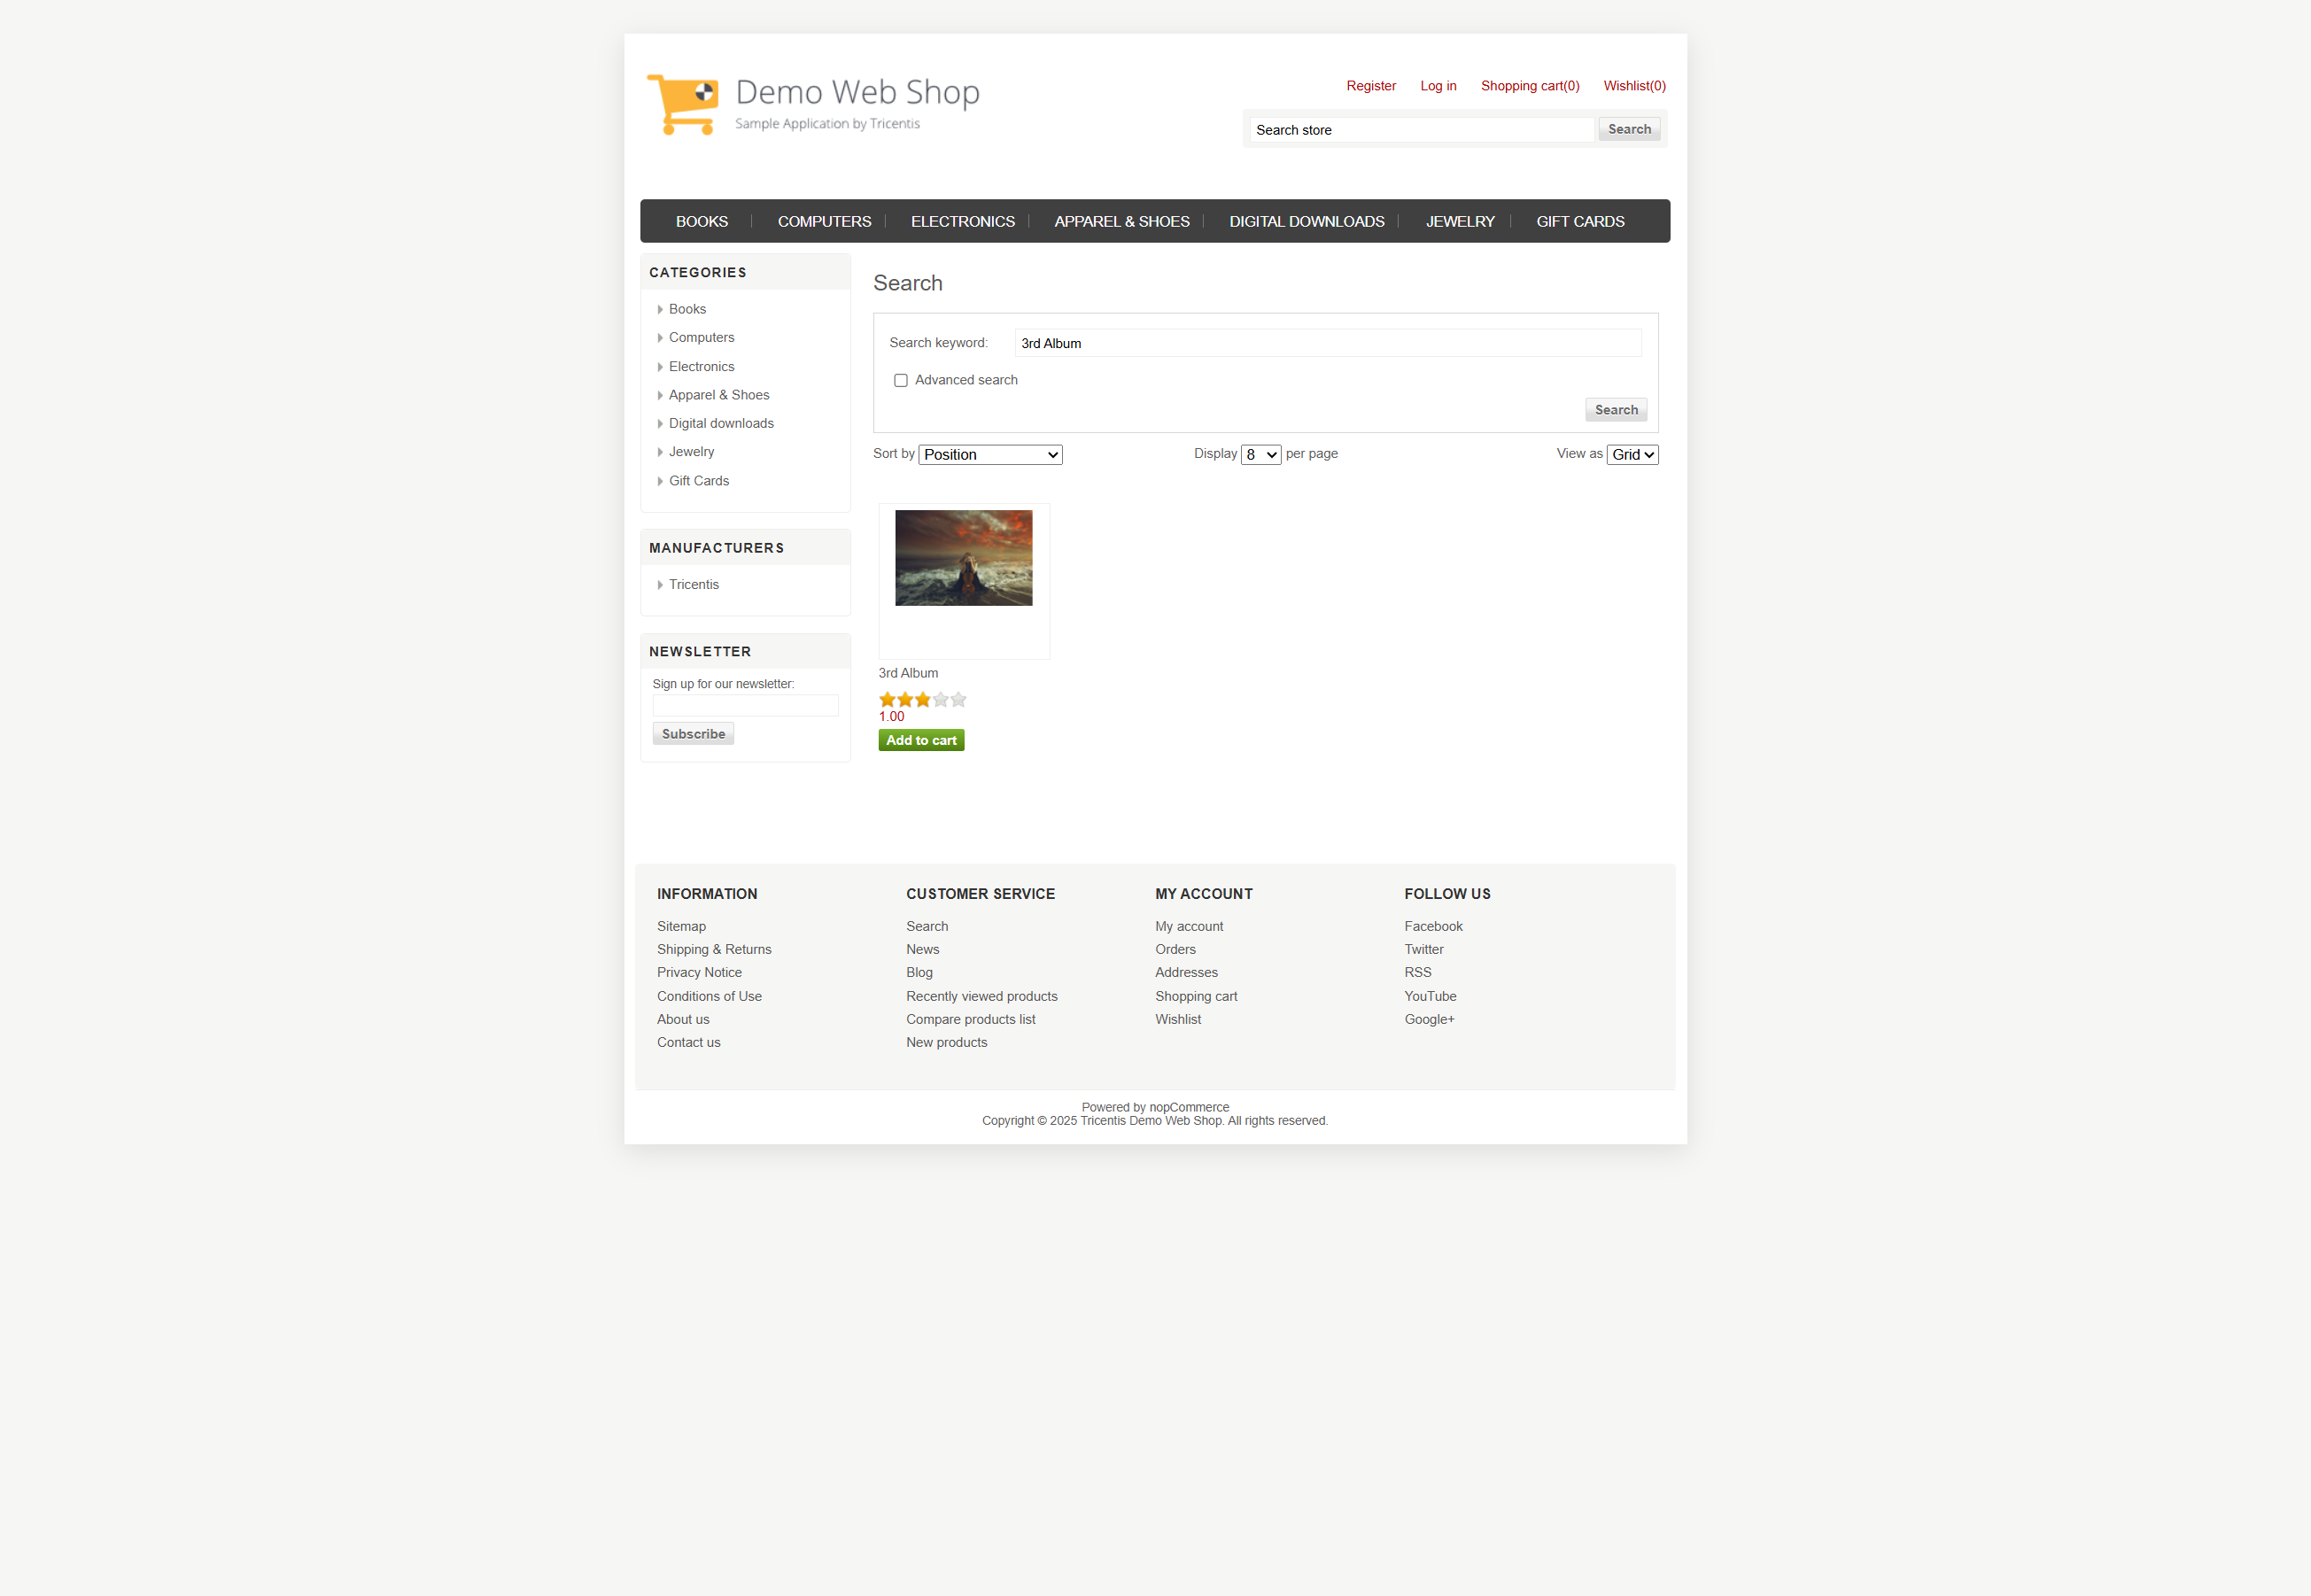 Demo Web Shop
Sample Application by Tricentis
Register Log in Shopping cart(0) Wishlist(0)
Search store Search
BOOKS COMPUTERS ELECTRONICS APPAREL & SHOES DIGITAL DOWNLOADS JEWELRY GIFT CARDS
CATEGORIES
Books
Computers
Electronics
Apparel & Shoes
Digital downloads
Jewelry
Gift Cards
MANUFACTURERS
Tricentis
NEWSLETTER
Sign up for our newsletter:
Subscribe
Search
Search keyword: 3rd Album
Advanced search
Search
Sort by Position Display 8 per page View as Grid
3rd Album
1.00
Add to cart
INFORMATION
Sitemap
Shipping & Returns
Privacy Notice
Conditions of Use
About us
Contact us
CUSTOMER SERVICE
Search
News
Blog
Recently viewed products
Compare products list
New products
MY ACCOUNT
My account
Orders
Addresses
Shopping cart
Wishlist
FOLLOW US
Facebook
Twitter
RSS
YouTube
Google+
Powered by nopCommerce
Copyright © 2025 Tricentis Demo Web Shop. All rights reserved.